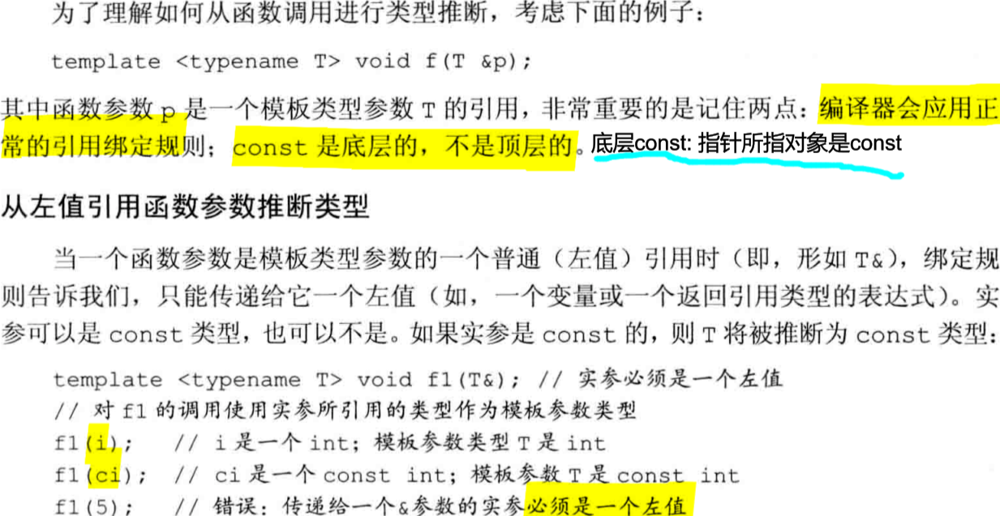 为了理解如何从函数调用进行类型推断，考虑下面的例子：
template <typename T> void f(T &p);
其中函数参数 p 是一个模板类型参数 T 的引用，非常重要的是记住两点：编译器会应用正
常的引用绑定规则；const 是底层的，不是顶层的。底层const: 指针所指对象是const
从左值引用函数参数推断类型
当一个函数参数是模板类型参数的一个普通（左值）引用时（即，形如 T&），绑定规
则告诉我们，只能传递给它一个左值（如，一个变量或一个返回引用类型的表达式）。实
参可以是 const 类型，也可以不是。如果实参是 const 的，则 T 将被推断为 const 类型：
template <typename T> void f1(T&); // 实参必须是一个左值
// 对 f1 的调用使用实参所引用的类型作为模板参数类型
f1(i); // i 是一个 int；模板参数类型 T 是 int
f1(ci); // ci 是一个 const int；模板参数 T 是 const int
f1(5); // 错误：传递给一个&参数的实参必须是一个左值